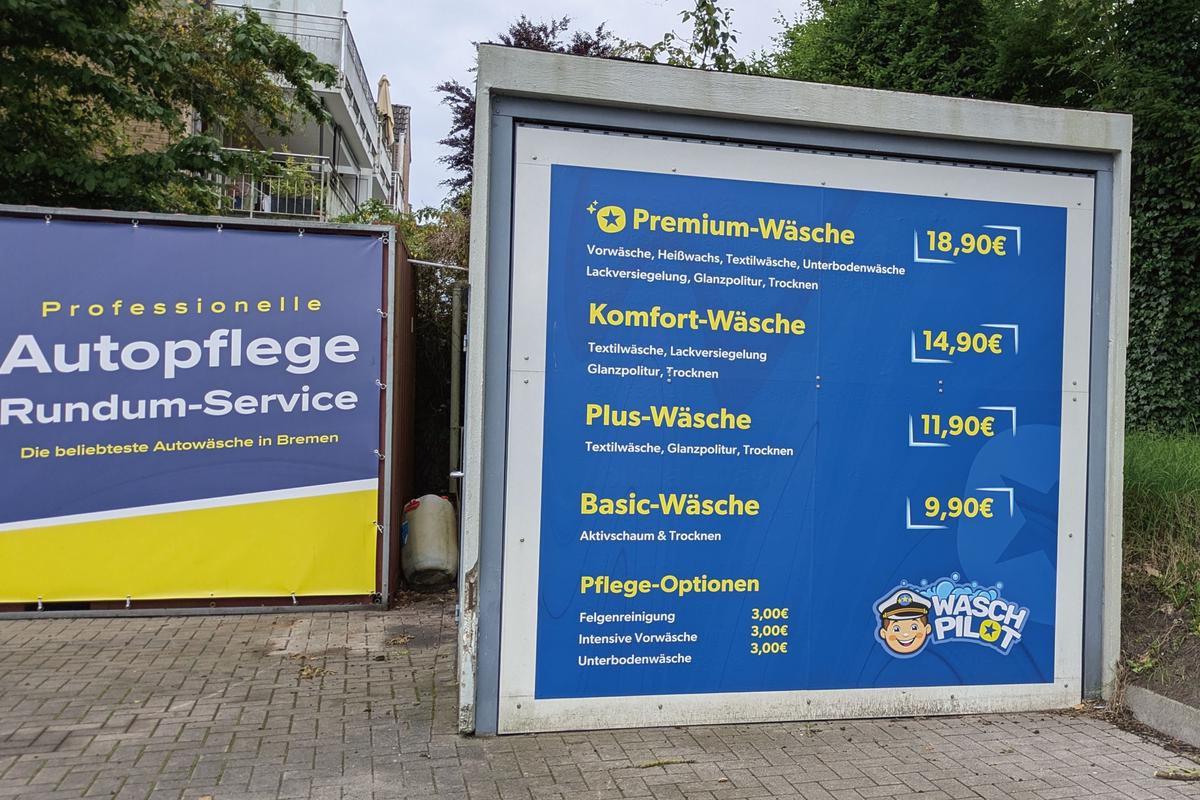 Professionelle
Autopflege
Rundum-Service
Die beliebteste Autowäsche in Bremen
Premium-Wäsche 18,90€
Vorwäsche, Heißwachs, Textilwäsche, Unterbodenwäsche
Lackversiegelung, Glanzpolitur, Trocknen
Komfort-Wäsche 14,90€
Textilwäsche, Lackversiegelung
Glanzpolitur, Trocknen
Plus-Wäsche 11,90€
Textilwäsche, Glanzpolitur, Trocknen
Basic-Wäsche 9,90€
Aktivschaum & Trocknen
Pflege-Optionen
Felgenreinigung 3,00€
Intensive Vorwäsche 3,00€
Unterbodenwäsche 3,00€
WASCH
PILOT